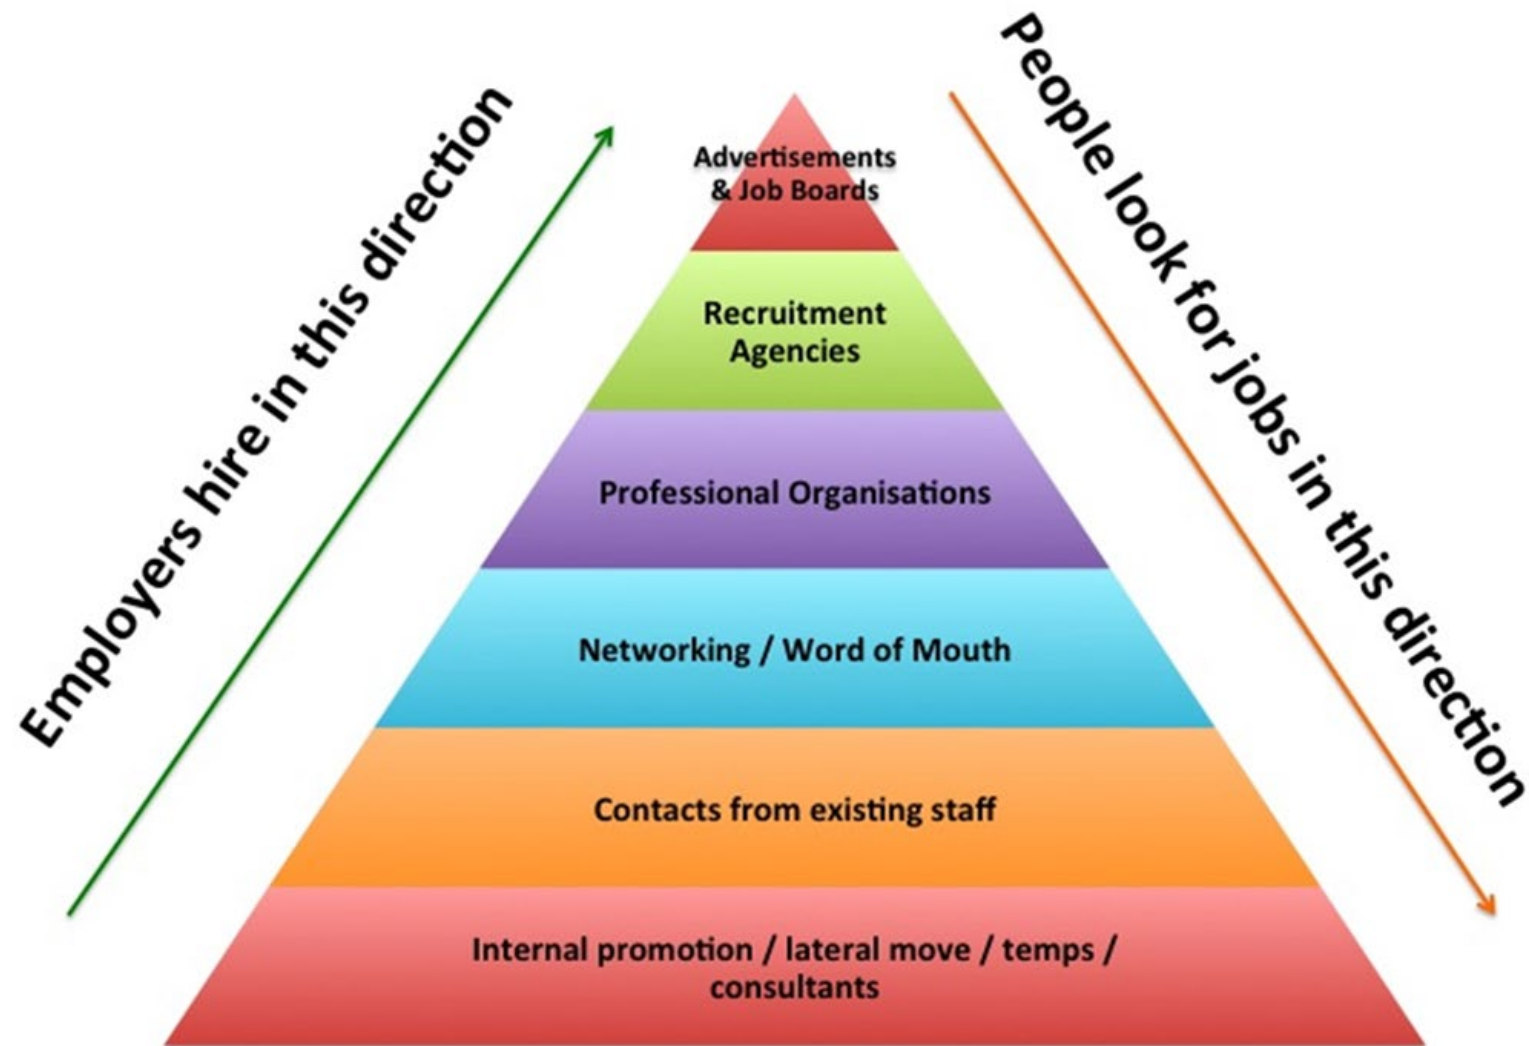 Employers hire in this direction
People look for jobs in this direction
Advertisements
& Job Boards
Recruitment
Agencies
Professional Organisations
Networking / Word of Mouth
Contacts from existing staff
Internal promotion / lateral move / temps /
consultants